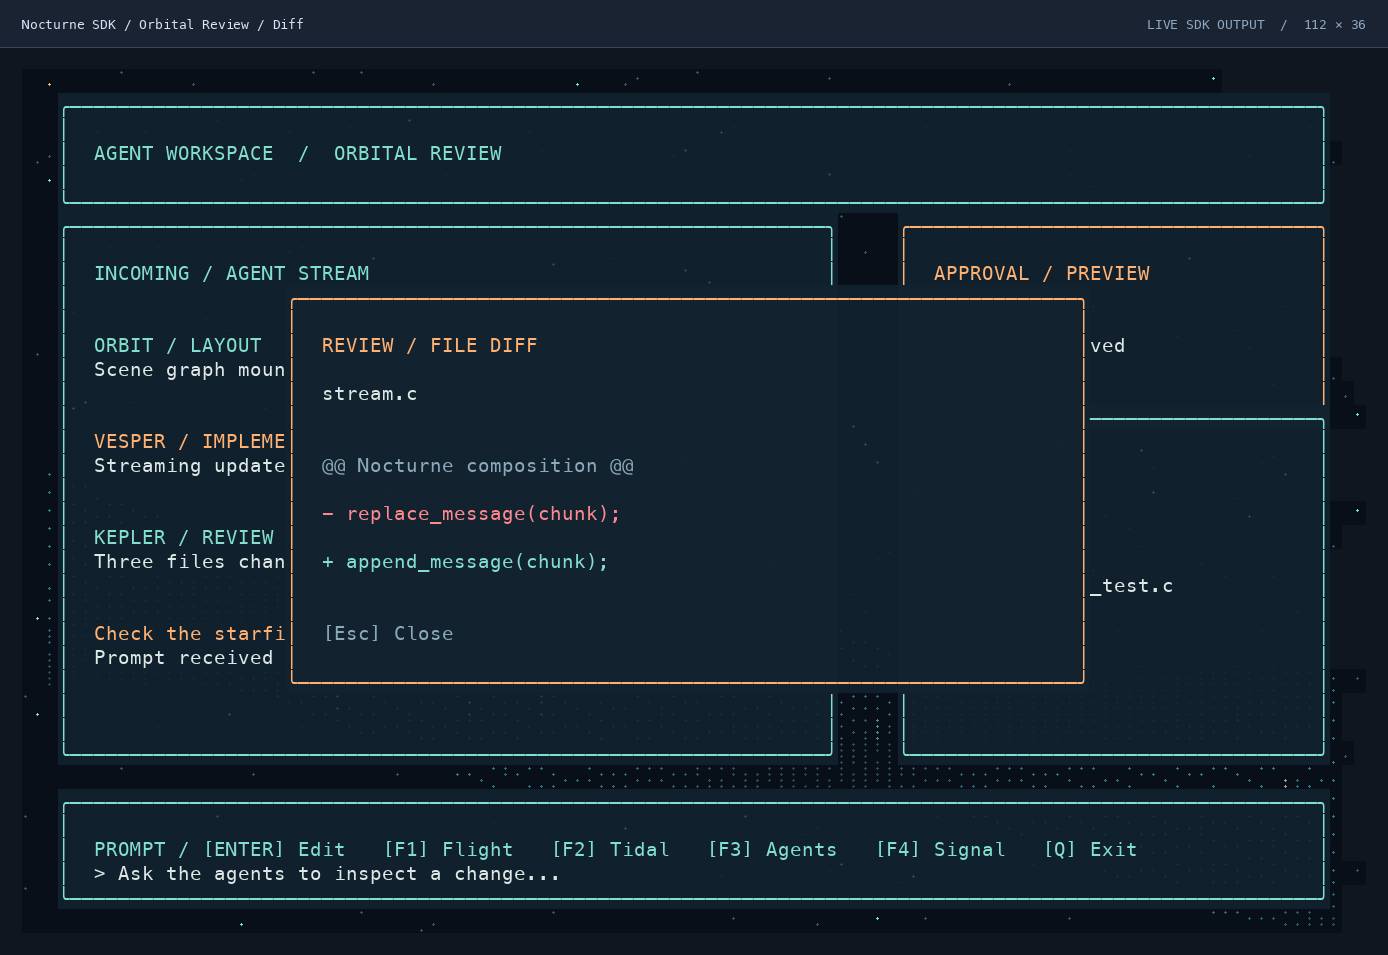 Nocturne SDK / Orbital Review / Diff
LIVE SDK OUTPUT / 112 × 36
AGENT WORKSPACE / ORBITAL REVIEW
INCOMING / AGENT STREAM
ORBIT / LAYOUT
Scene graph moun
VESPER / IMPLEME
Streaming update
KEPLER / REVIEW
Three files chan
Check the starfi
Prompt received
REVIEW / FILE DIFF
stream.c
@@ Nocturne composition @@
− replace_message(chunk);
+ append_message(chunk);
[Esc] Close
APPROVAL / PREVIEW
ved
_test.c
PROMPT / [ENTER] Edit [F1] Flight [F2] Tidal [F3] Agents [F4] Signal [Q] Exit
> Ask the agents to inspect a change...